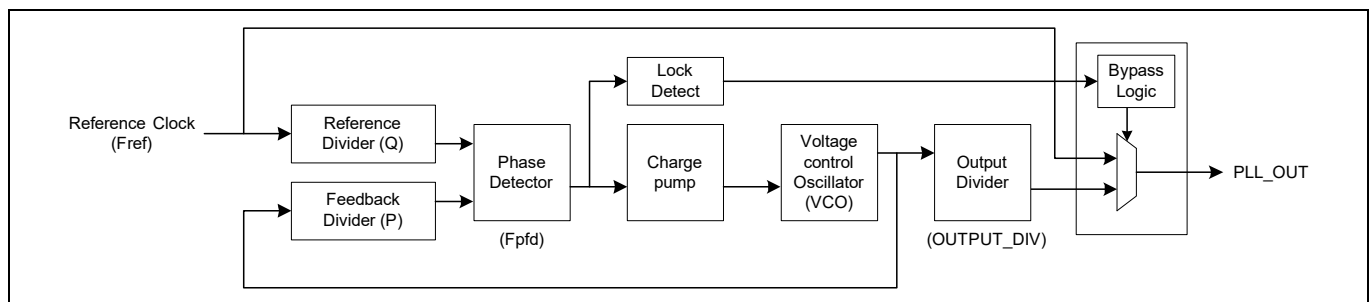 Reference Clock
(Fref)
Reference
Divider (Q)
Feedback
Divider (P)
Phase
Detector
(Fpfd)
Lock
Detect
Charge
pump
Voltage
control
Oscillator
(VCO)
Output
Divider
(OUTPUT_DIV)
Bypass
Logic
PLL_OUT